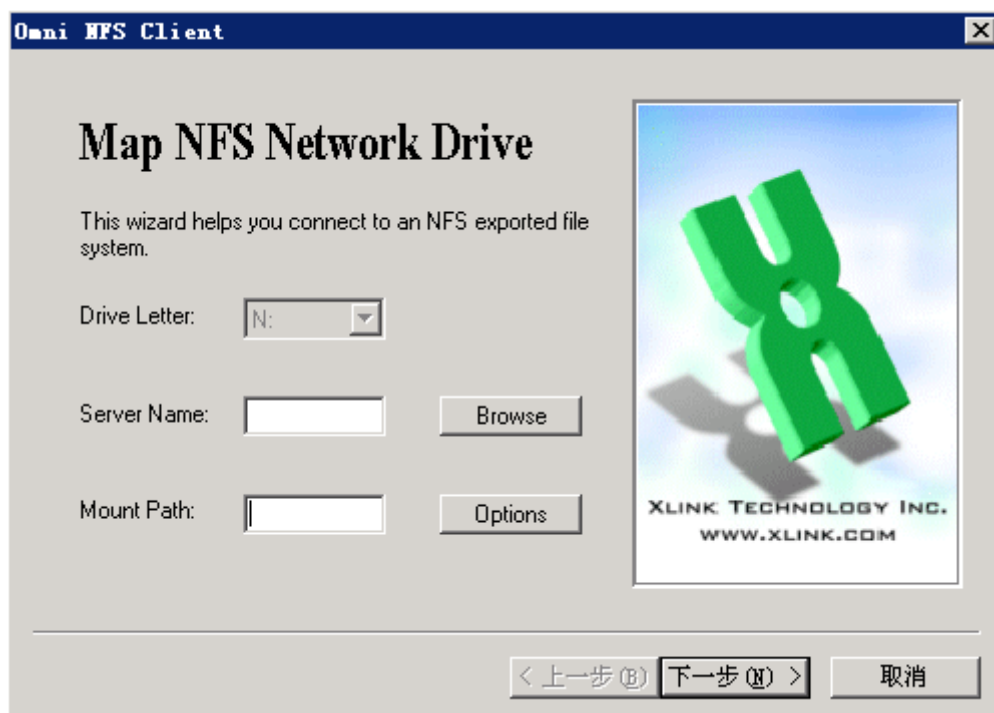 Omni NFS Client
Map NFS Network Drive
This wizard helps you connect to an NFS exported file
system.
Drive Letter: N:
Server Name: Browse
Mount Path: Options
XLINK TECHNOLOGY INC.
WWW.XLINK.COM
< 上一步(B) 下一步(N) > 取消